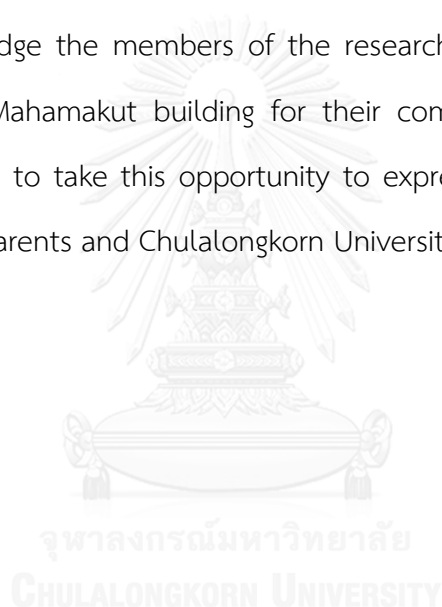 dge the members of the research
Mahamakut building for their com
to take this opportunity to expre
arents and Chulalongkorn Universit
จุฬาลงกรณ์มหาวิทยาลัย
CHULALONGKORN UNIVERSITY